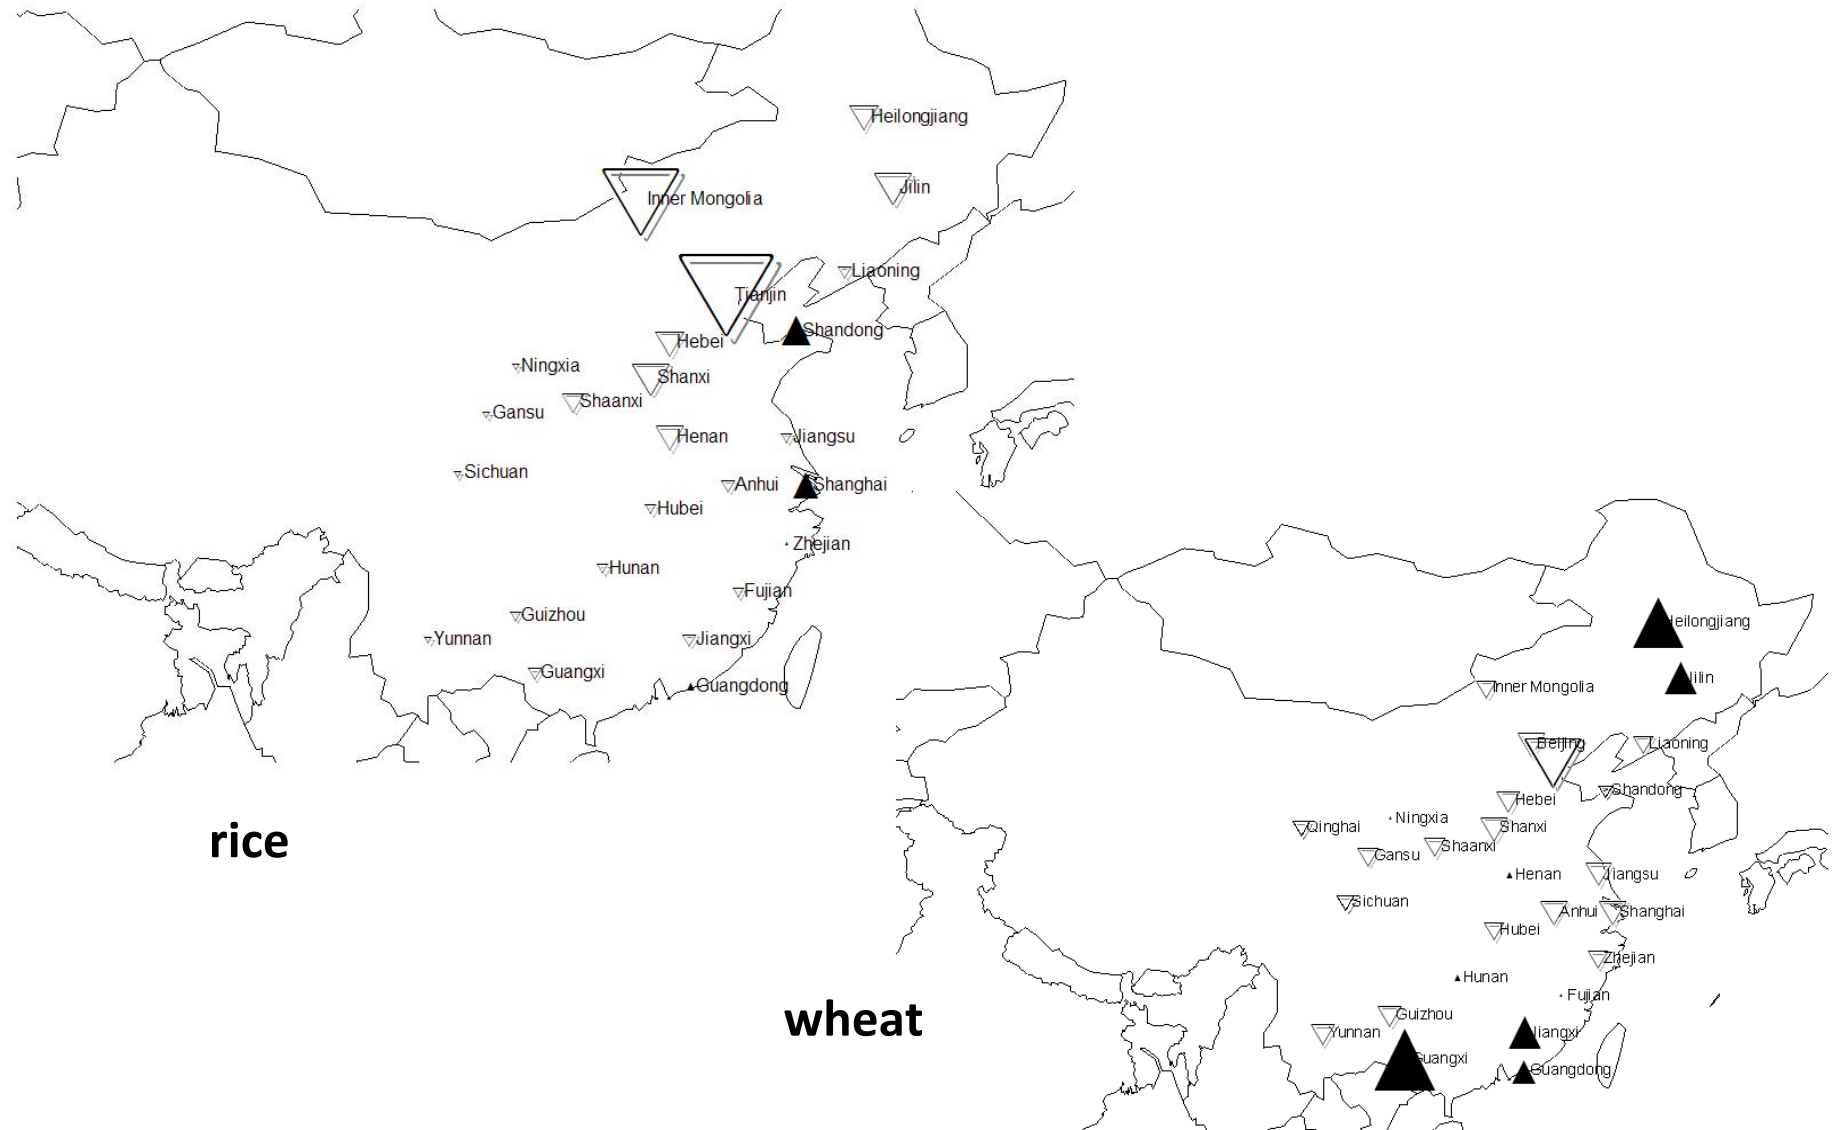 Heilongjiang
Jilin
Inner Mongolia
Liaoning
Tianjin
Shandong
Hebei
Ningxia
Shanxi
Shaanxi
Gansu
Henan
Jiangsu
Sichuan
Anhui
Shanghai
Hubei
Zhejian
Hunan
Fujian
Guizhou
Yunnan
Jiangxi
Guangxi
Guangdong
rice
Heilongjiang
Jilin
Inner Mongolia
Beijing
Liaoning
Shandong
Hebei
Ningxia
Qinghai
Shanxi
Shaanxi
Gansu
Henan
Jiangsu
Sichuan
Anhui
Shanghai
Hubei
Zhejian
Hunan
Fujian
Guizhou
Yunnan
Jiangxi
Guangxi
Guangdong
wheat